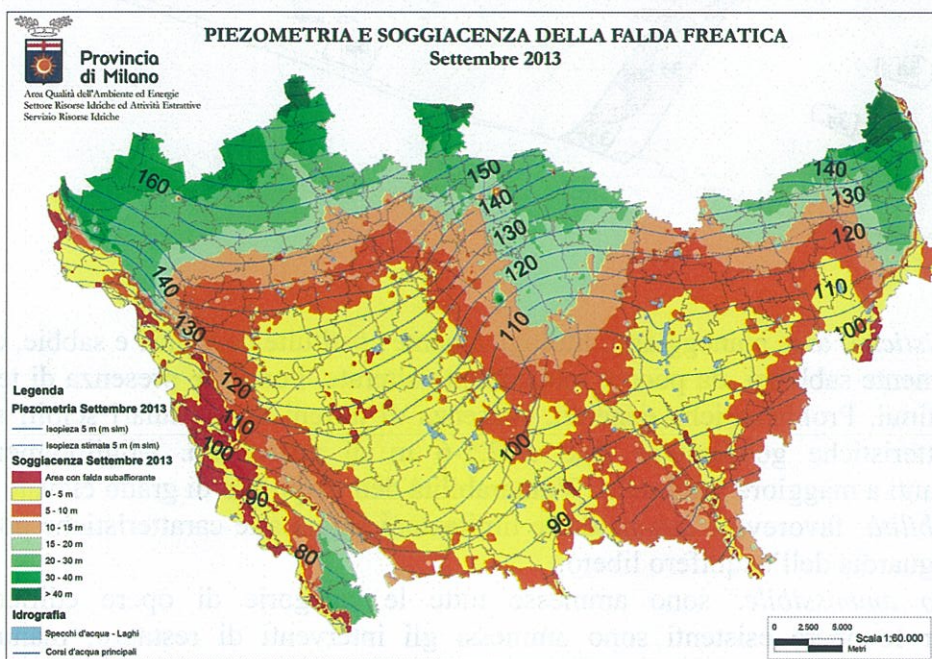 PIEZOMETRIA E SOGGIACENZA DELLA FALDA FREATICA
Settembre 2013
Provincia
di Milano
Area Qualità dell'Ambiente ed Energie
Settore Risorse Idriche ed Attività Estrattive
Servizio Risorse Idriche
160
150
140
130
120
110
140
130
120
110
100
140
130
120
110
100
90
80
100
90
Legenda
Piezometria Settembre 2013
Isopieza 5 m (m slm)
Isopieza stimata 5 m (m slm)
Soggiacenza Settembre 2013
Area con falda subaffiorante
0 - 5 m
5 - 10 m
10 - 15 m
15 - 20 m
20 - 30 m
30 - 40 m
> 40 m
Idrografia
Specchi d'acqua - Laghi
Corsi d'acqua principali
0 2.500 5.000
Metri
Scala 1:60.000